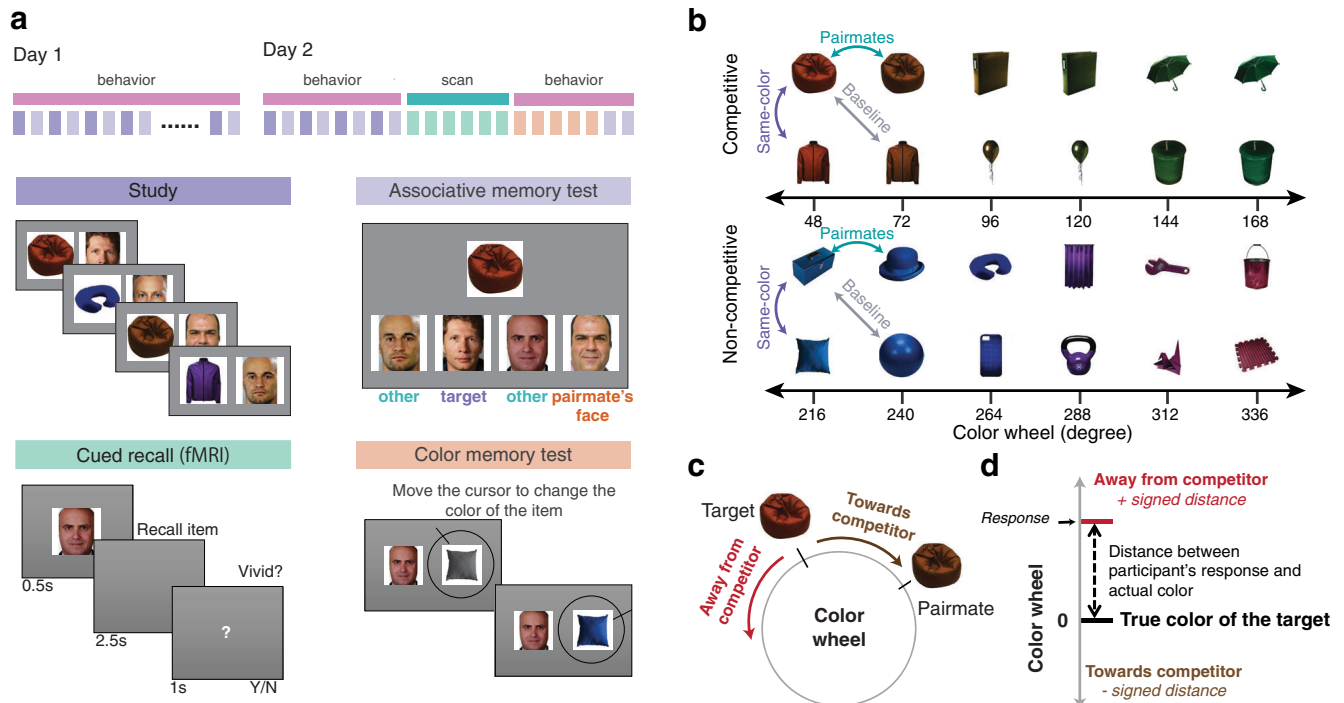 a
Day 1
Day 2
behavior
behavior
scan
behavior
......
Study
Associative memory test
other
target
other
pairmate's
face
Cued recall (fMRI)
Recall item
Vivid?
?
0.5s
2.5s
1s
Y/N
Color memory test
Move the cursor to change the
color of the item
b
Competitive
Pairmates
Same-color
Baseline
48
72
96
120
144
168
Non-competitive
Pairmates
Same-color
Baseline
216
240
264
288
312
336
Color wheel (degree)
c
Target
Towards
competitor
Away from
competitor
Pairmate
Color
wheel
d
Away from competitor
+ signed distance
Response
Distance between
participant's response and
actual color
Color wheel
0
True color of the target
Towards competitor
- signed distance